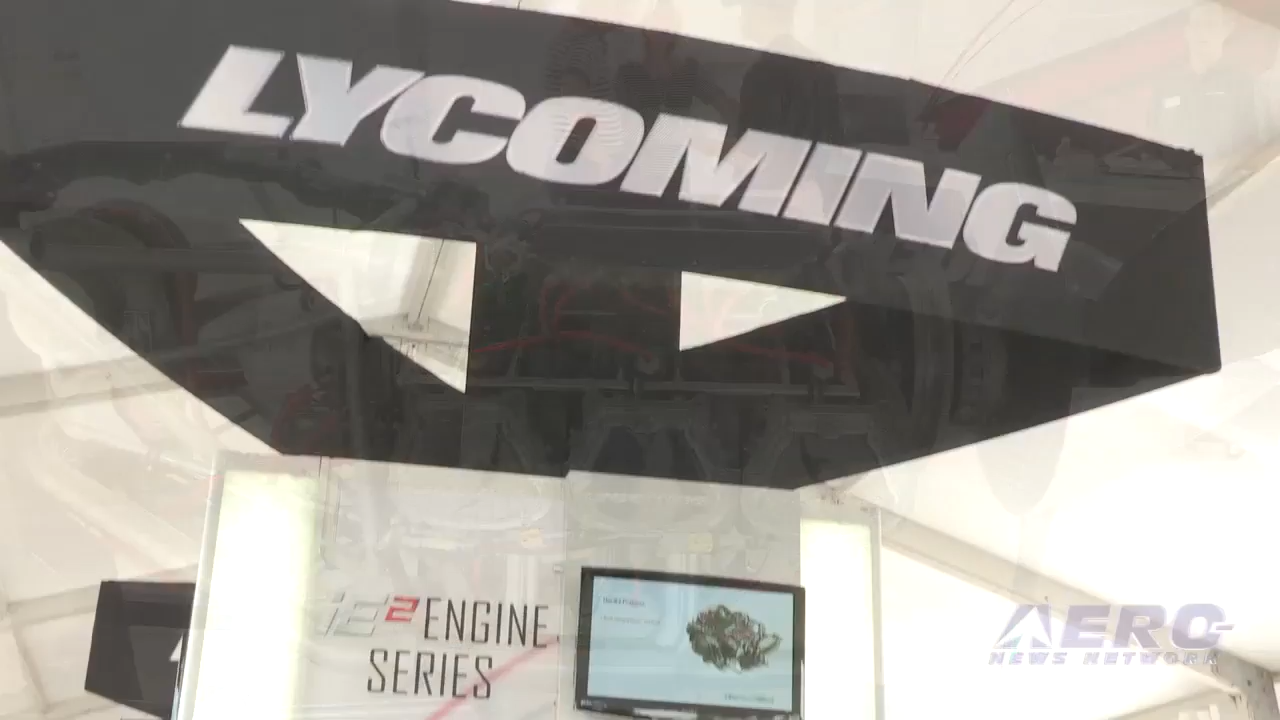 LYCOMING
iE2 ENGINE
SERIES
AERO
NEWS NETWORK